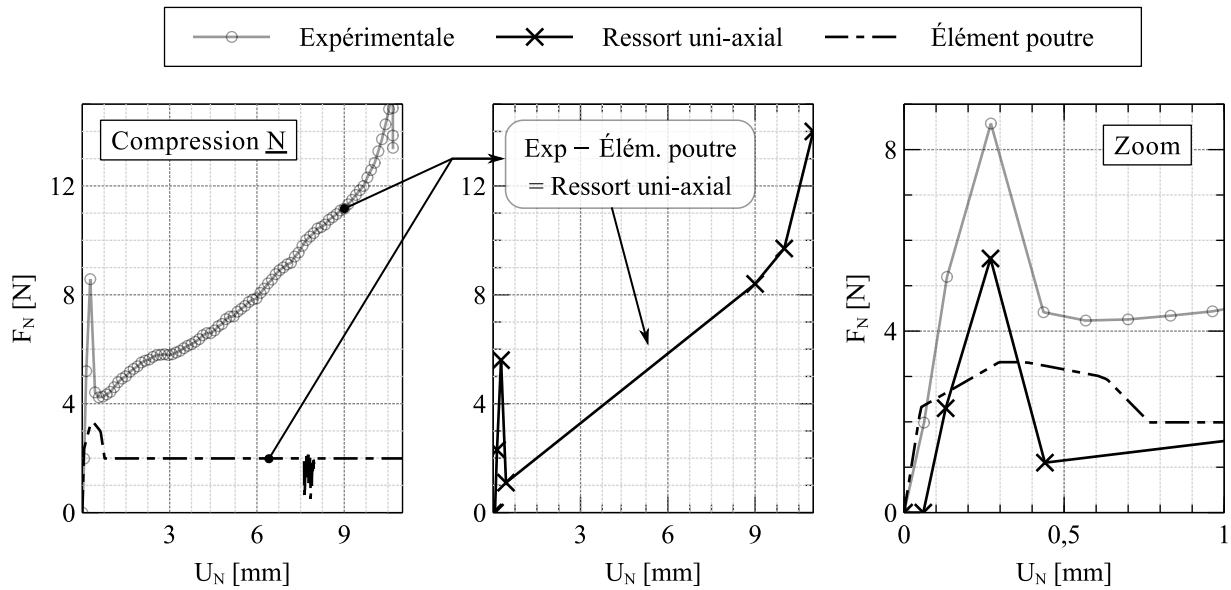 Expérimentale
Ressort uni-axial
Élément poutre
Compression N
F_N [N]
12
8
4
0
3
6
9
U_N [mm]
Exp − Élém. poutre
= Ressort uni-axial
12
8
4
0
3
6
9
U_N [mm]
Zoom
F_N [N]
8
4
0
0
0,5
1
U_N [mm]